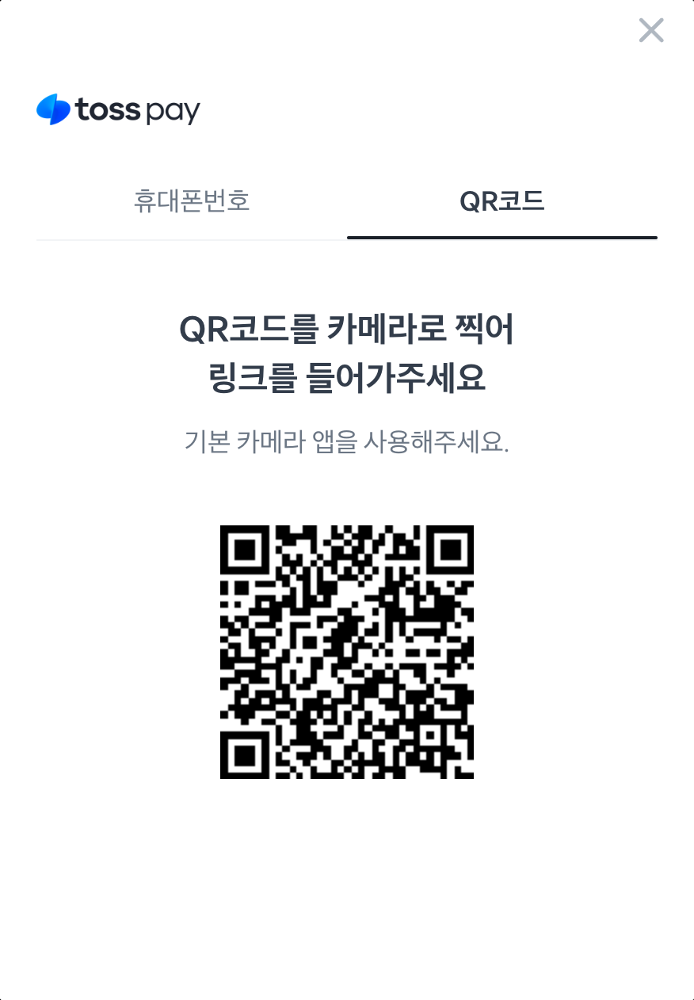 toss pay
휴대폰번호
QR코드
QR코드를 카메라로 찍어
링크를 들어가주세요
기본 카메라 앱을 사용해주세요.